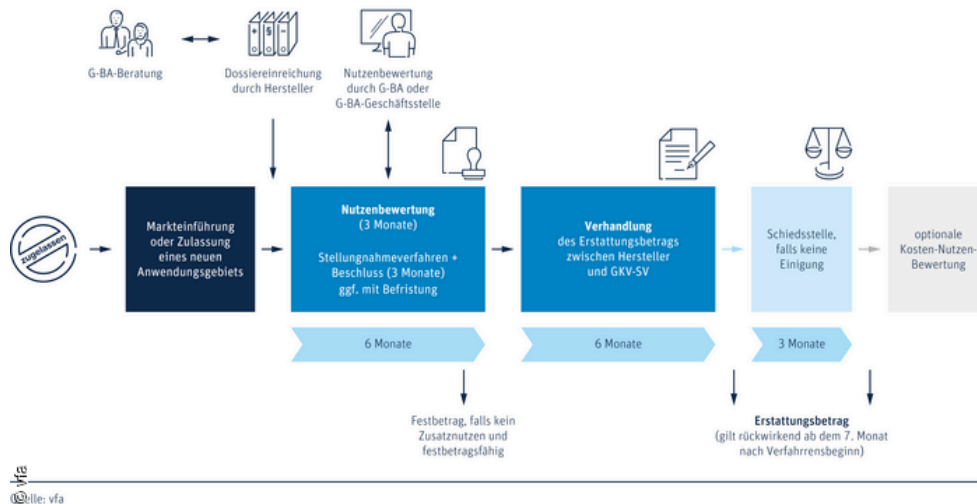 G-BA-Beratung
Dossiereinreichung
durch Hersteller
Nutzenbewertung
durch G-BA oder
G-BA-Geschäftsstelle
zugelassen
Markteinführung
oder Zulassung
eines neuen
Anwendungsgebiets
Nutzenbewertung
(3 Monate)
Stellungnahmeverfahren +
Beschluss (3 Monate)
ggf. mit Befristung
Verhandlung
des Erstattungsbetrags
zwischen Hersteller
und GKV-SV
Schiedsstelle,
falls keine
Einigung
optionale
Kosten-Nutzen-
Bewertung
6 Monate
6 Monate
3 Monate
Festbetrag, falls kein
Zusatznutzen und
festbetragsfähig
Erstattungsbetrag
(gilt rückwirkend ab dem 7. Monat
nach Verfahrrensbeginn)
© vfa
Quelle: vfa